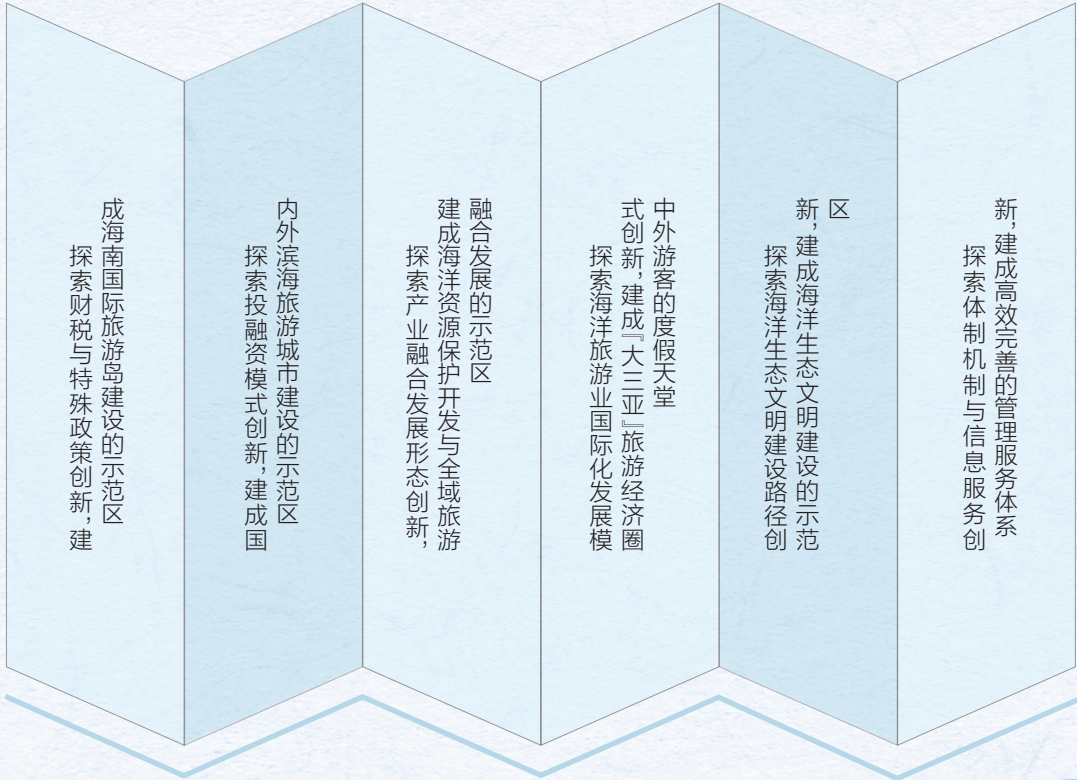 探索财税与特殊政策创新，建
成海南国际旅游岛建设的示范区
探索投融资模式创新，建成国
内外滨海旅游城市建设的示范区
探索产业融合发展形态创新，
建成海洋资源保护开发与全域旅游
融合发展的示范区
探索海洋旅游业国际化发展模
式创新，建成『大三亚』旅游经济圈
中外游客的度假天堂
探索海洋生态文明建设路径创
新，建成海洋生态文明建设的示范
区
探索体制机制与信息服务创
新，建成高效完善的管理服务体系